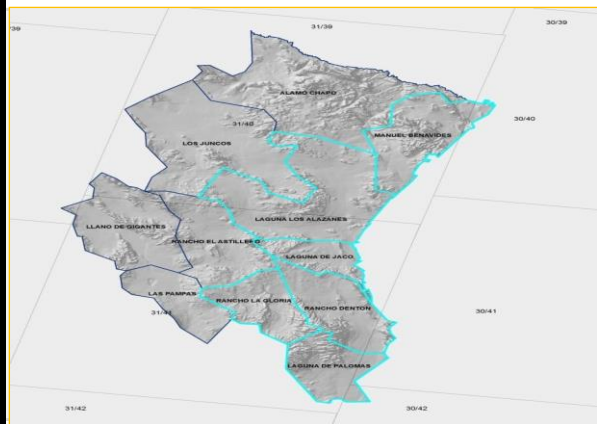 31/39
30/39
ALAMO CHAPO
30/40
31/40
MANUEL BENAVIDES
LOS JUNCOS
LAGUNA LOS ALAZANES
LLANO DE GIGANTES
RANCHO EL ASTILLERO
LAGUNA DE JACO
LAS PAMPAS
RANCHO LA GLORIA
RANCHO DENTON
31/41
30/41
LAGUNA DE PALOMAS
31/42
30/42